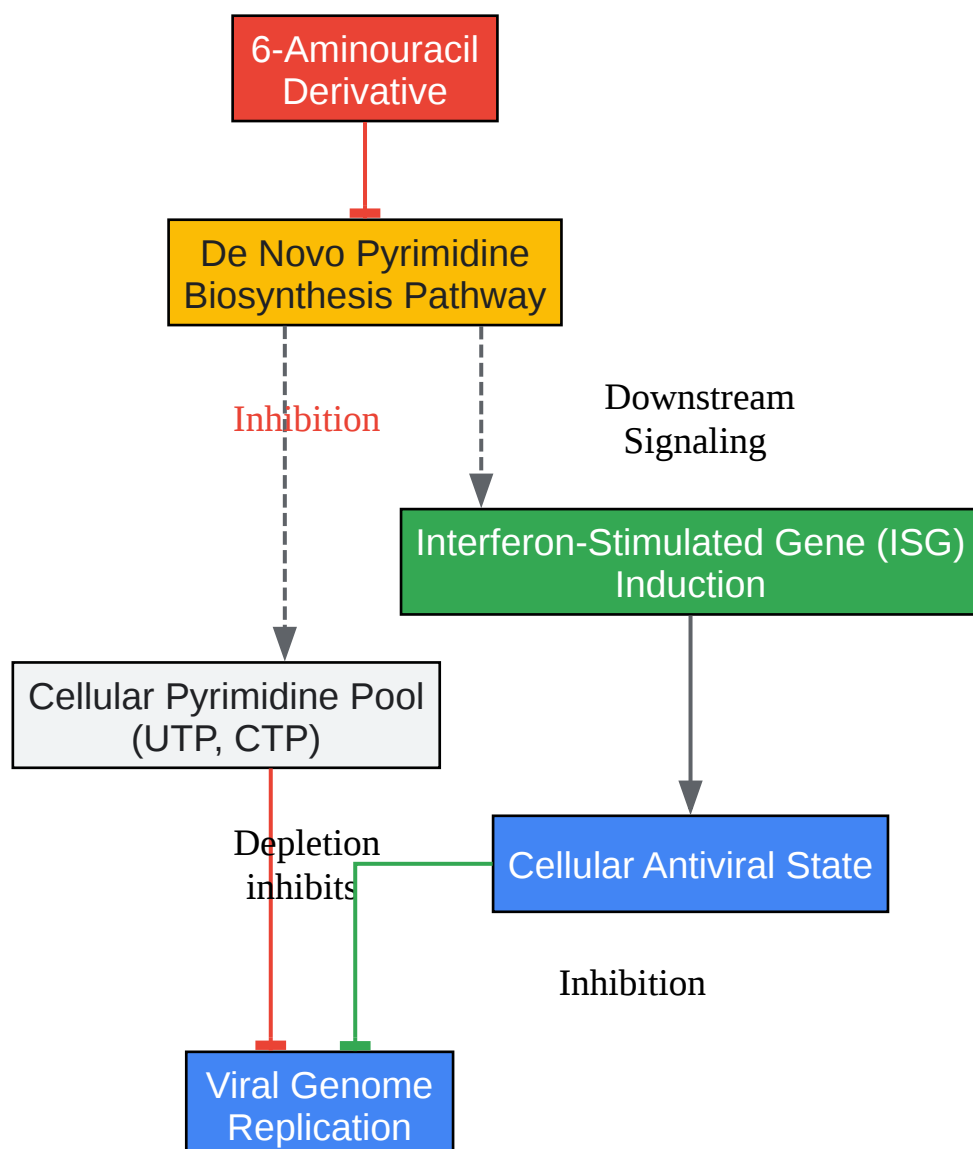 6-Aminouracil
Derivative
De Novo Pyrimidine
Biosynthesis Pathway
Inhibition
Downstream
Signaling
Interferon-Stimulated Gene (ISG)
Induction
Cellular Pyrimidine Pool
(UTP, CTP)
Depletion
inhibits
Cellular Antiviral State
Inhibition
Viral Genome
Replication